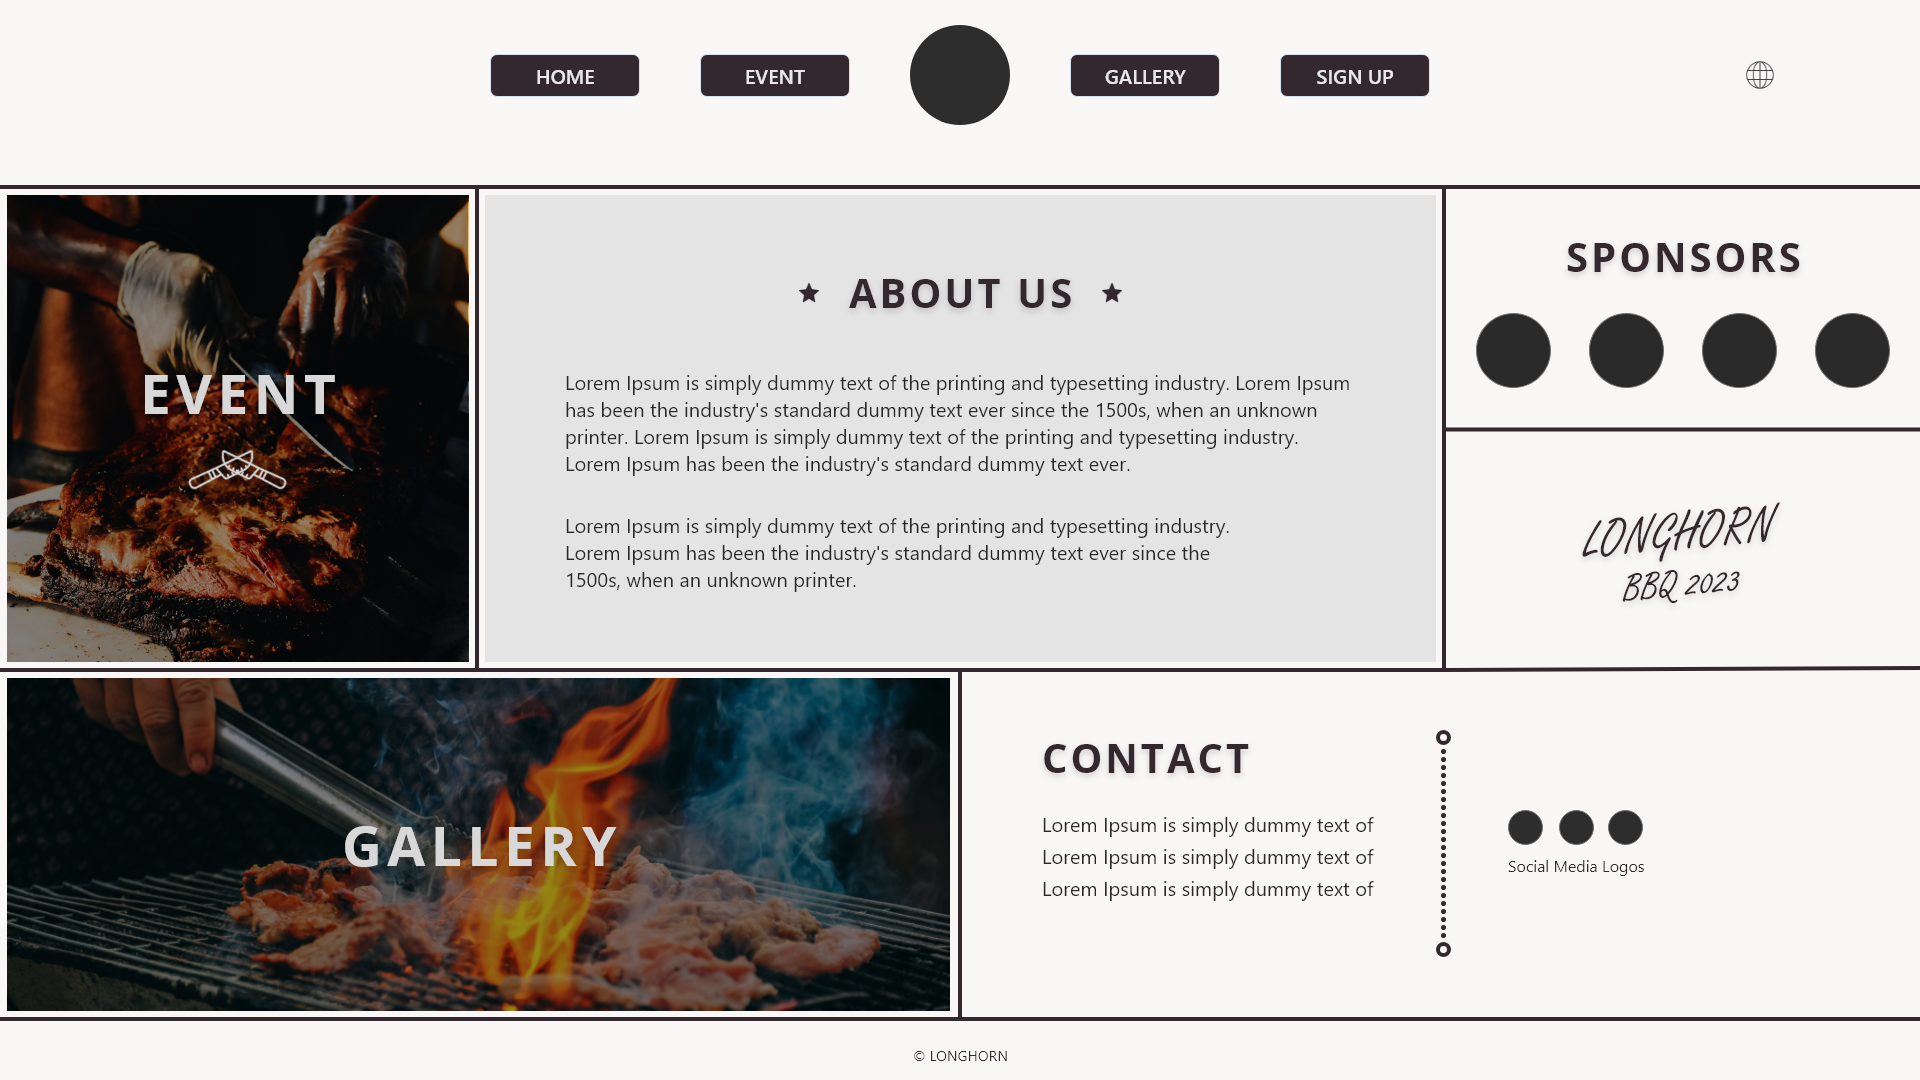 HOME
EVENT
GALLERY
SIGN UP
EVENT
ABOUT US
Lorem Ipsum is simply dummy text of the printing and typesetting industry. Lorem Ipsum
has been the industry's standard dummy text ever since the 1500s, when an unknown
printer. Lorem Ipsum is simply dummy text of the printing and typesetting industry.
Lorem Ipsum has been the industry's standard dummy text ever.
Lorem Ipsum is simply dummy text of the printing and typesetting industry.
Lorem Ipsum has been the industry's standard dummy text ever since the
1500s, when an unknown printer.
SPONSORS
LONGHORN
BBQ 2023
GALLERY
CONTACT
Lorem Ipsum is simply dummy text of
Lorem Ipsum is simply dummy text of
Lorem Ipsum is simply dummy text of
Social Media Logos
© LONGHORN